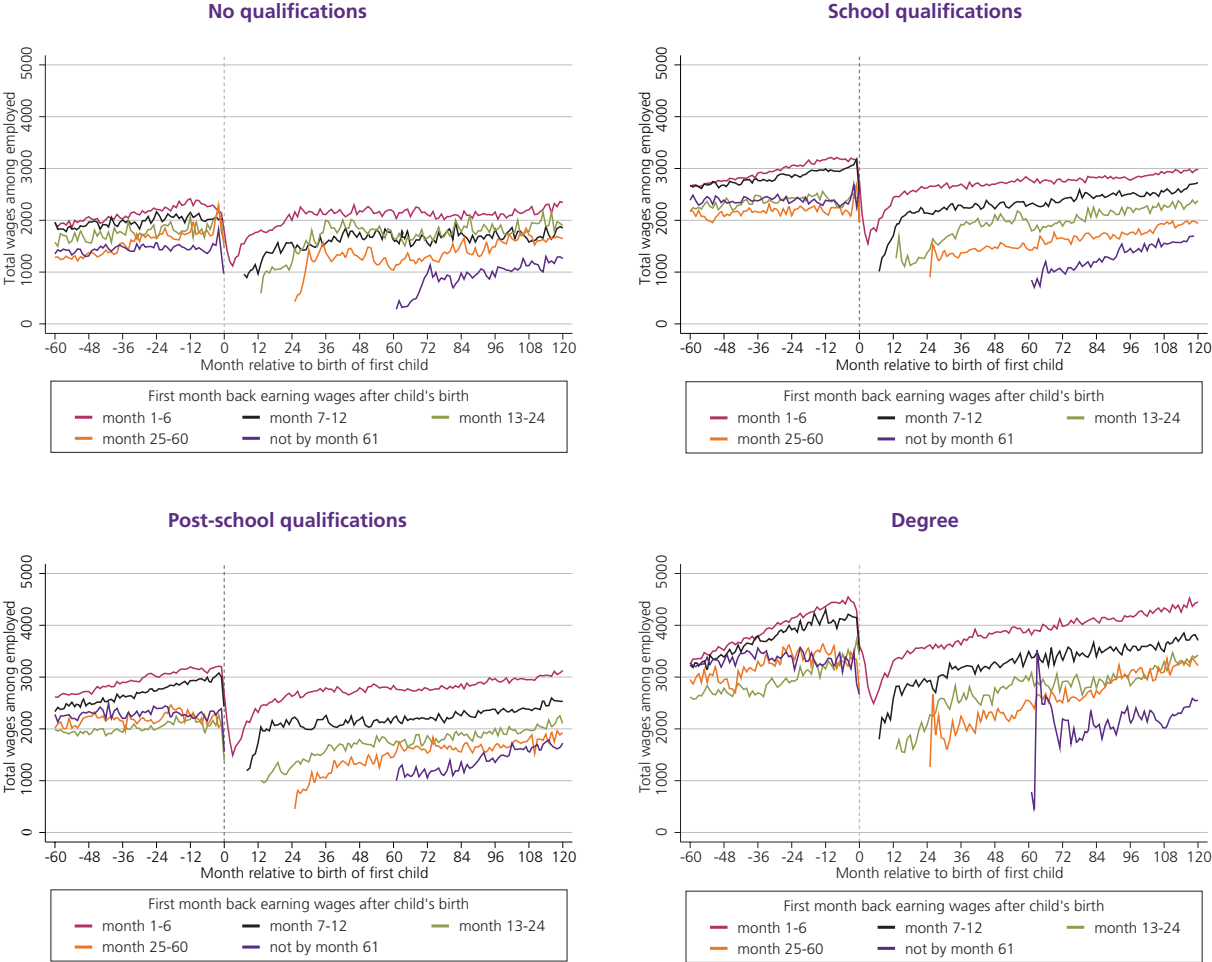 No qualifications
Total wages among employed
5000
4000
3000
2000
1000
0
-60 -48 -36 -24 -12 0 12 24 36 48 60 72 84 96 108 120
Month relative to birth of first child
First month back earning wages after child's birth
month 1-6 month 7-12 month 13-24
month 25-60 not by month 61
School qualifications
Total wages among employed
5000
4000
3000
2000
1000
0
-60 -48 -36 -24 -12 0 12 24 36 48 60 72 84 96 108 120
Month relative to birth of first child
First month back earning wages after child's birth
month 1-6 month 7-12 month 13-24
month 25-60 not by month 61
Post-school qualifications
Total wages among employed
5000
4000
3000
2000
1000
0
-60 -48 -36 -24 -12 0 12 24 36 48 60 72 84 96 108 120
Month relative to birth of first child
First month back earning wages after child's birth
month 1-6 month 7-12 month 13-24
month 25-60 not by month 61
Degree
Total wages among employed
5000
4000
3000
2000
1000
0
-60 -48 -36 -24 -12 0 12 24 36 48 60 72 84 96 108 120
Month relative to birth of first child
First month back earning wages after child's birth
month 1-6 month 7-12 month 13-24
month 25-60 not by month 61